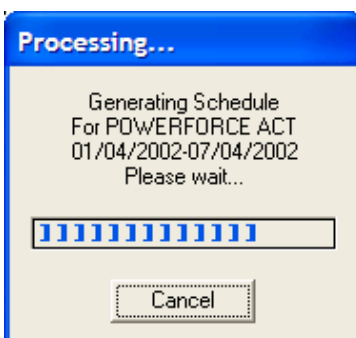 Processing...
Generating Schedule
For POWERFORCE ACT
01/04/2002-07/04/2002
Please wait...
]]]]]]]]]]]]]
Cancel